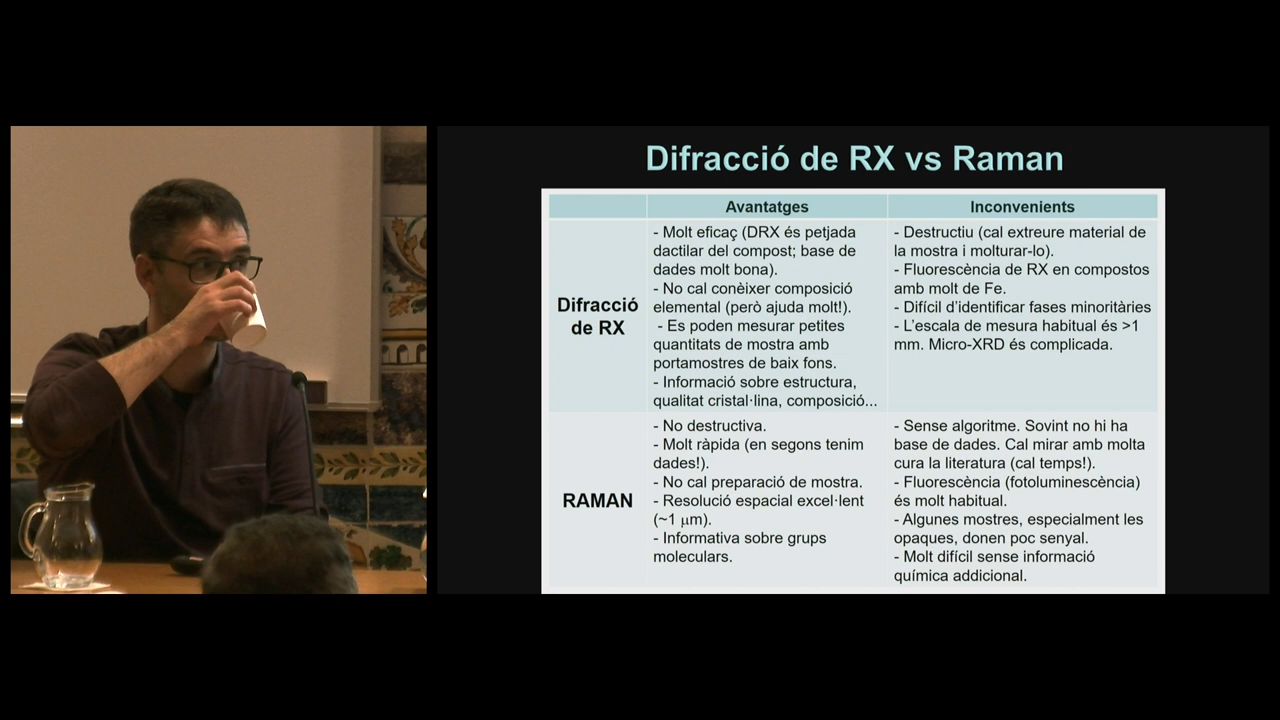 Difracció de RX vs Raman
Avantatges
Inconvenients
Difracció
de RX
- Molt eficaç (DRX és petjada
dactilar del compost; base de
dades molt bona).
- No cal conèixer composició
elemental (però ajuda molt!).
- Es poden mesurar petites
quantitats de mostra amb
portamostres de baix fons.
- Informació sobre estructura,
qualitat cristal·lina, composició...
- Destructiu (cal extreure material de
la mostra i molturar-lo).
- Fluorescència de RX en compostos
amb molt de Fe.
- Difícil d’identificar fases minoritàries
- L’escala de mesura habitual és >1
mm. Micro-XRD és complicada.
RAMAN
- No destructiva.
- Molt ràpida (en segons tenim
dades!).
- No cal preparació de mostra.
- Resolució espacial excel·lent
(~1 μm).
- Informativa sobre grups
moleculars.
- Sense algoritme. Sovint no hi ha
base de dades. Cal mirar amb molta
cura la literatura (cal temps!).
- Fluorescència (fotoluminescència)
és molt habitual.
- Algunes mostres, especialment les
opaques, donen poc senyal.
- Molt difícil sense informació
química addicional.